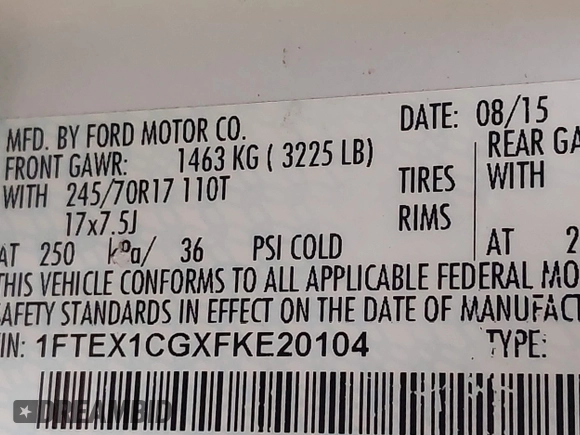 MFD. BY FORD MOTOR CO.
DATE: 08/15
FRONT GAWR: 1463 KG ( 3225 LB)
REAR GA
WITH 245/70R17 110T
TIRES WITH
17x7.5J
RIMS
AT 250 kPa/ 36 PSI COLD
AT 2
THIS VEHICLE CONFORMS TO ALL APPLICABLE FEDERAL MO
SAFETY STANDARDS IN EFFECT ON THE DATE OF MANUFAC
IN: 1FTEX1CGXFKE20104
TYPE:
DREAMBID